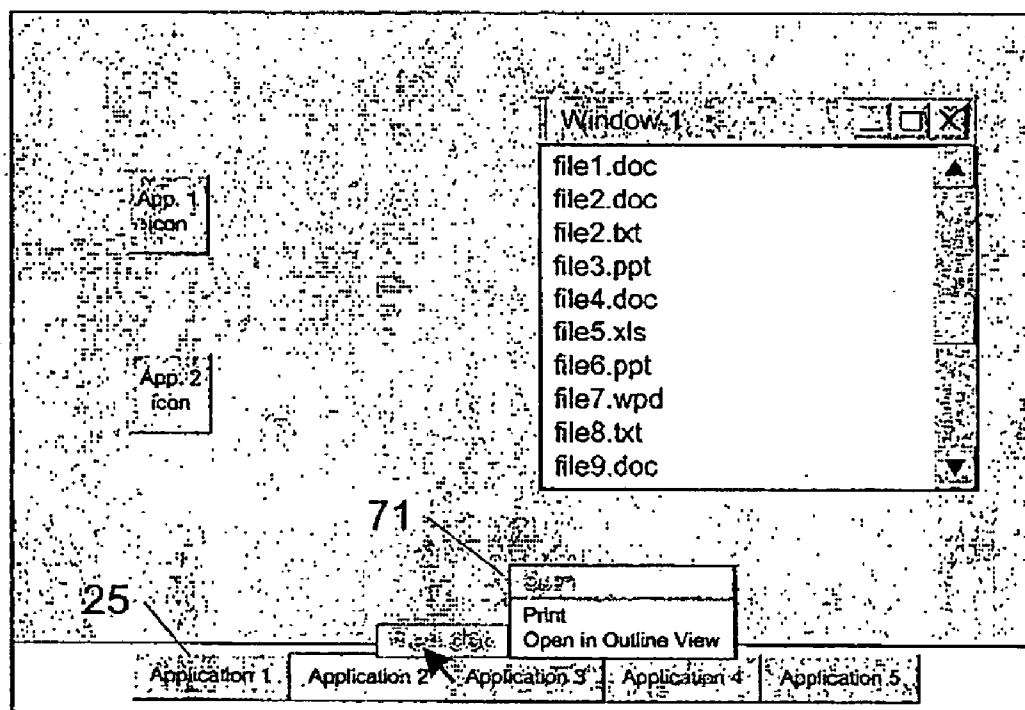 Window-1
file1.doc
file2.doc
file2.txt
file3.ppt
file4.doc
file5.xls
file6.ppt
file7.wpd
file8.txt
file9.doc
App. 1
icon
App. 2
icon
71
25
Print
Open in Outline View
Application 1
Application 2
Application 3
Application 4
Application 5